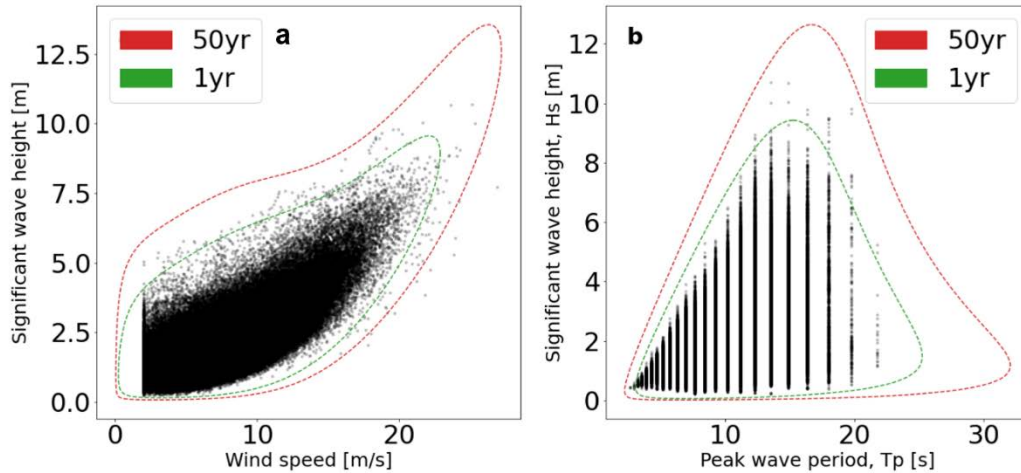 a
50yr
1yr
Significant wave height [m]
12.5
10.0
7.5
5.0
2.5
0.0
0
10
20
Wind speed [m/s]
b
50yr
1yr
Significant wave height, Hs [m]
12
10
8
6
4
2
0
10
20
30
Peak wave period, Tp [s]